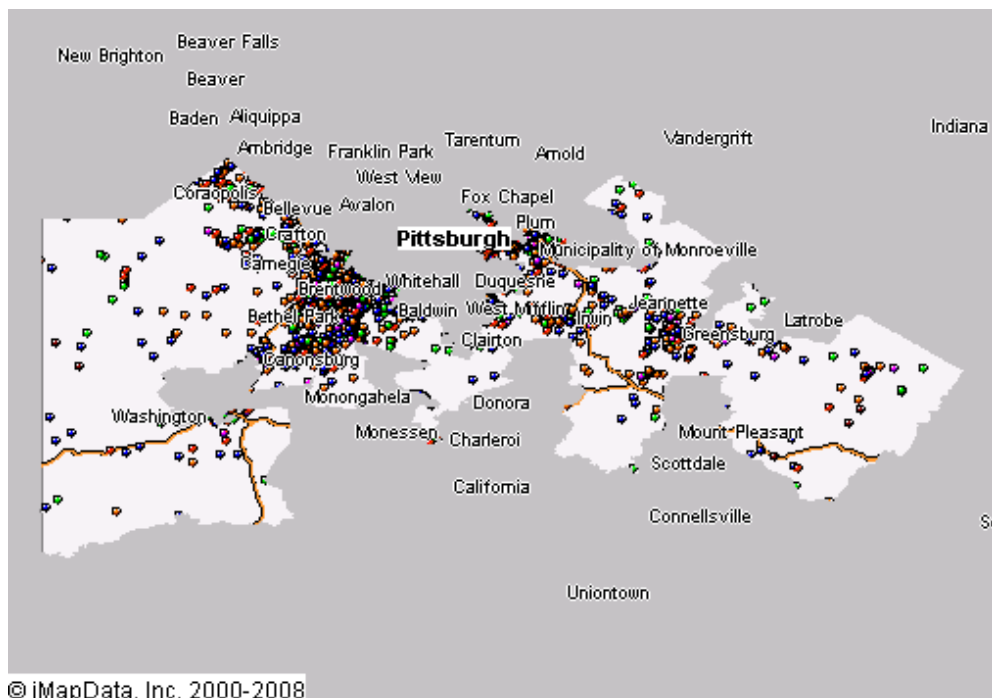 Beaver Falls
New Brighton
Beaver
Baden
Aliquippa
Indiana
Ambridge
Franklin Park
Tarentum
Arnold
Vandergrift
West View
Coraopolis
Bellevue
Avalon
Fox Chapel
Plum
Crafton
Pittsburgh
Municipality of Monroeville
Carnegie
Brentwood
Whitehall
Duquesne
Bethel Park
Baldwin
West Mifflin
Irwin
Jeannette
Greensburg
Latrobe
Clairton
Canonsburg
Monongahela
Donora
Washington
Monessen
Charleroi
Mount Pleasant
Scottdale
California
Connellsville
Uniontown
© iMapData, Inc. 2000-2008